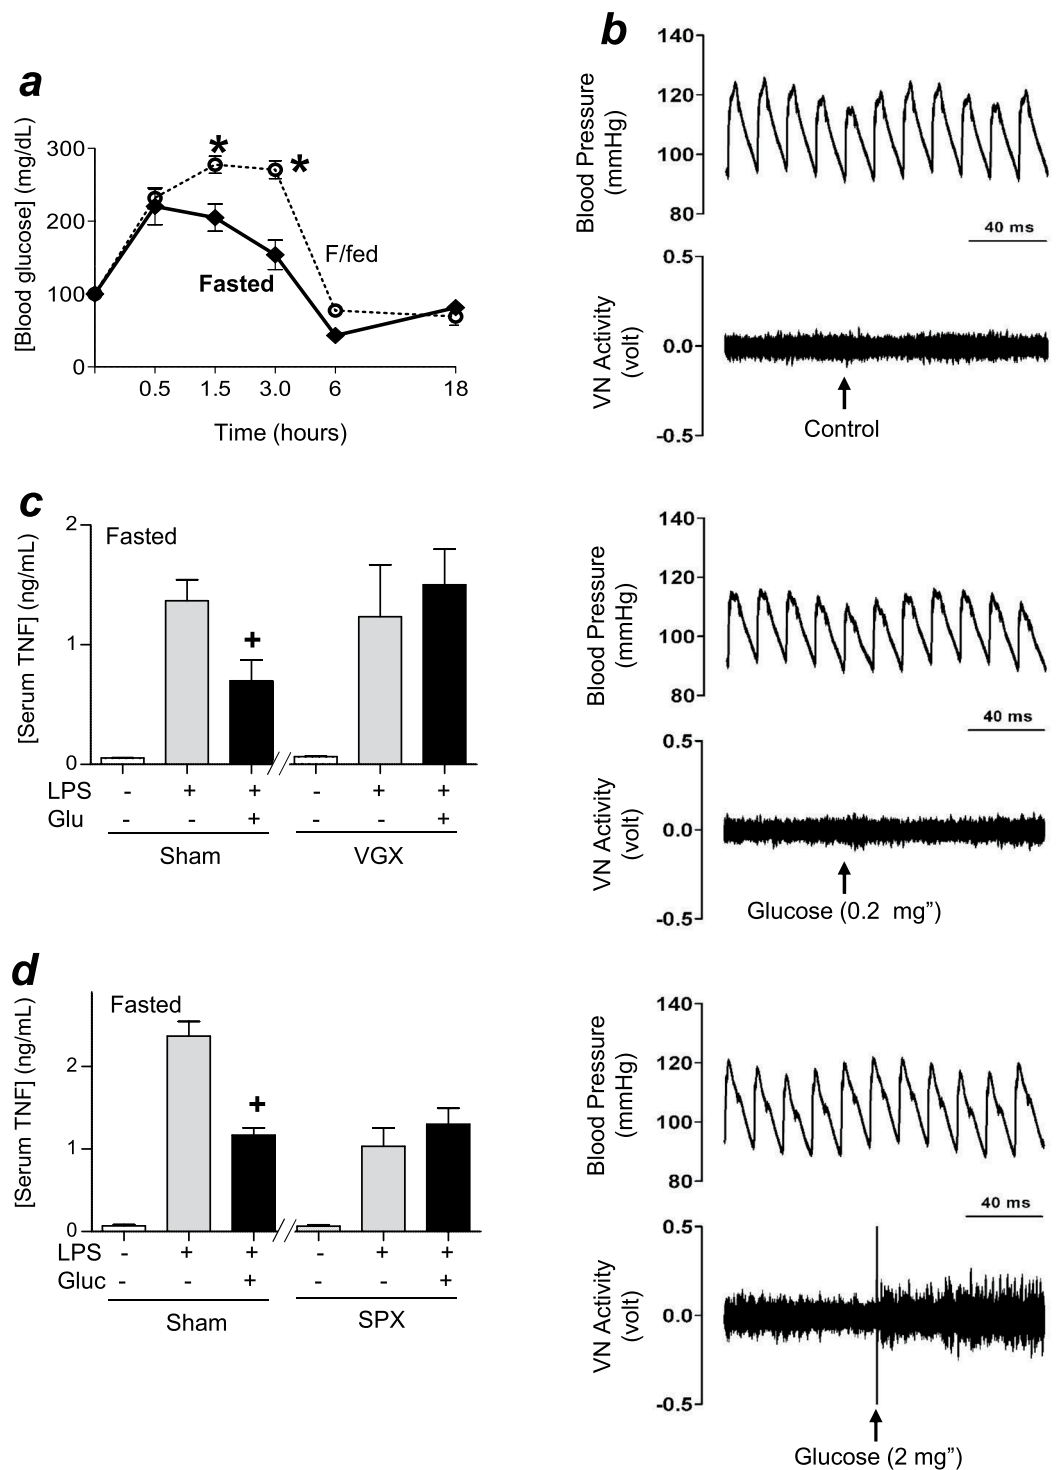 a
[Blood glucose] (mg/dL)
300
200
100
0
*
*
F/fed
Fasted
0.5 1.5 3.0 6 18
Time (hours)
b
Blood Pressure
(mmHg)
140
120
100
80
40 ms
VN Activity
(volt)
0.5
0.0
-0.5
Control
Blood Pressure
(mmHg)
140
120
100
80
40 ms
VN Activity
(volt)
0.5
0.0
-0.5
Glucose (0.2 mg”)
Blood Pressure
(mmHg)
140
120
100
80
40 ms
VN Activity
(volt)
0.5
0.0
-0.5
Glucose (2 mg”)
c
[Serum TNF] (ng/mL)
2
1
0
Fasted
+
LPS - + + - + +
Glu - - + - - +
Sham VGX
d
[Serum TNF] (ng/mL)
2
1
0
Fasted
+
LPS - + + - + +
Gluc - - + - - +
Sham SPX